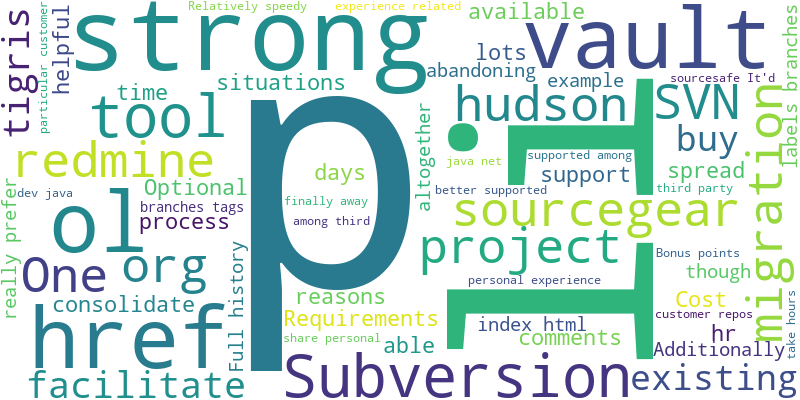 Relatively speedy
experience related
available
strong
vault
tigris
helpful
particular customer
lots
abandoning
situations
time
example
sourcesafe It'd
labels branches
tool
hudson
SVN
p
li
altogether
java net
buy
supported among
redmine
days
support
spread
migration
Optional
dev java
better supported
third party
branches tags
finally away
ol
process
among third
sourcegear
really prefer
org
project
Bonus points
One
though
Full history
personal experience
li
consolidate
reasons
Cost
href
Requirements
customer repos
index html
hr
share personal
able
comments
Additionally
take hours
facilitate
Subversion
existing